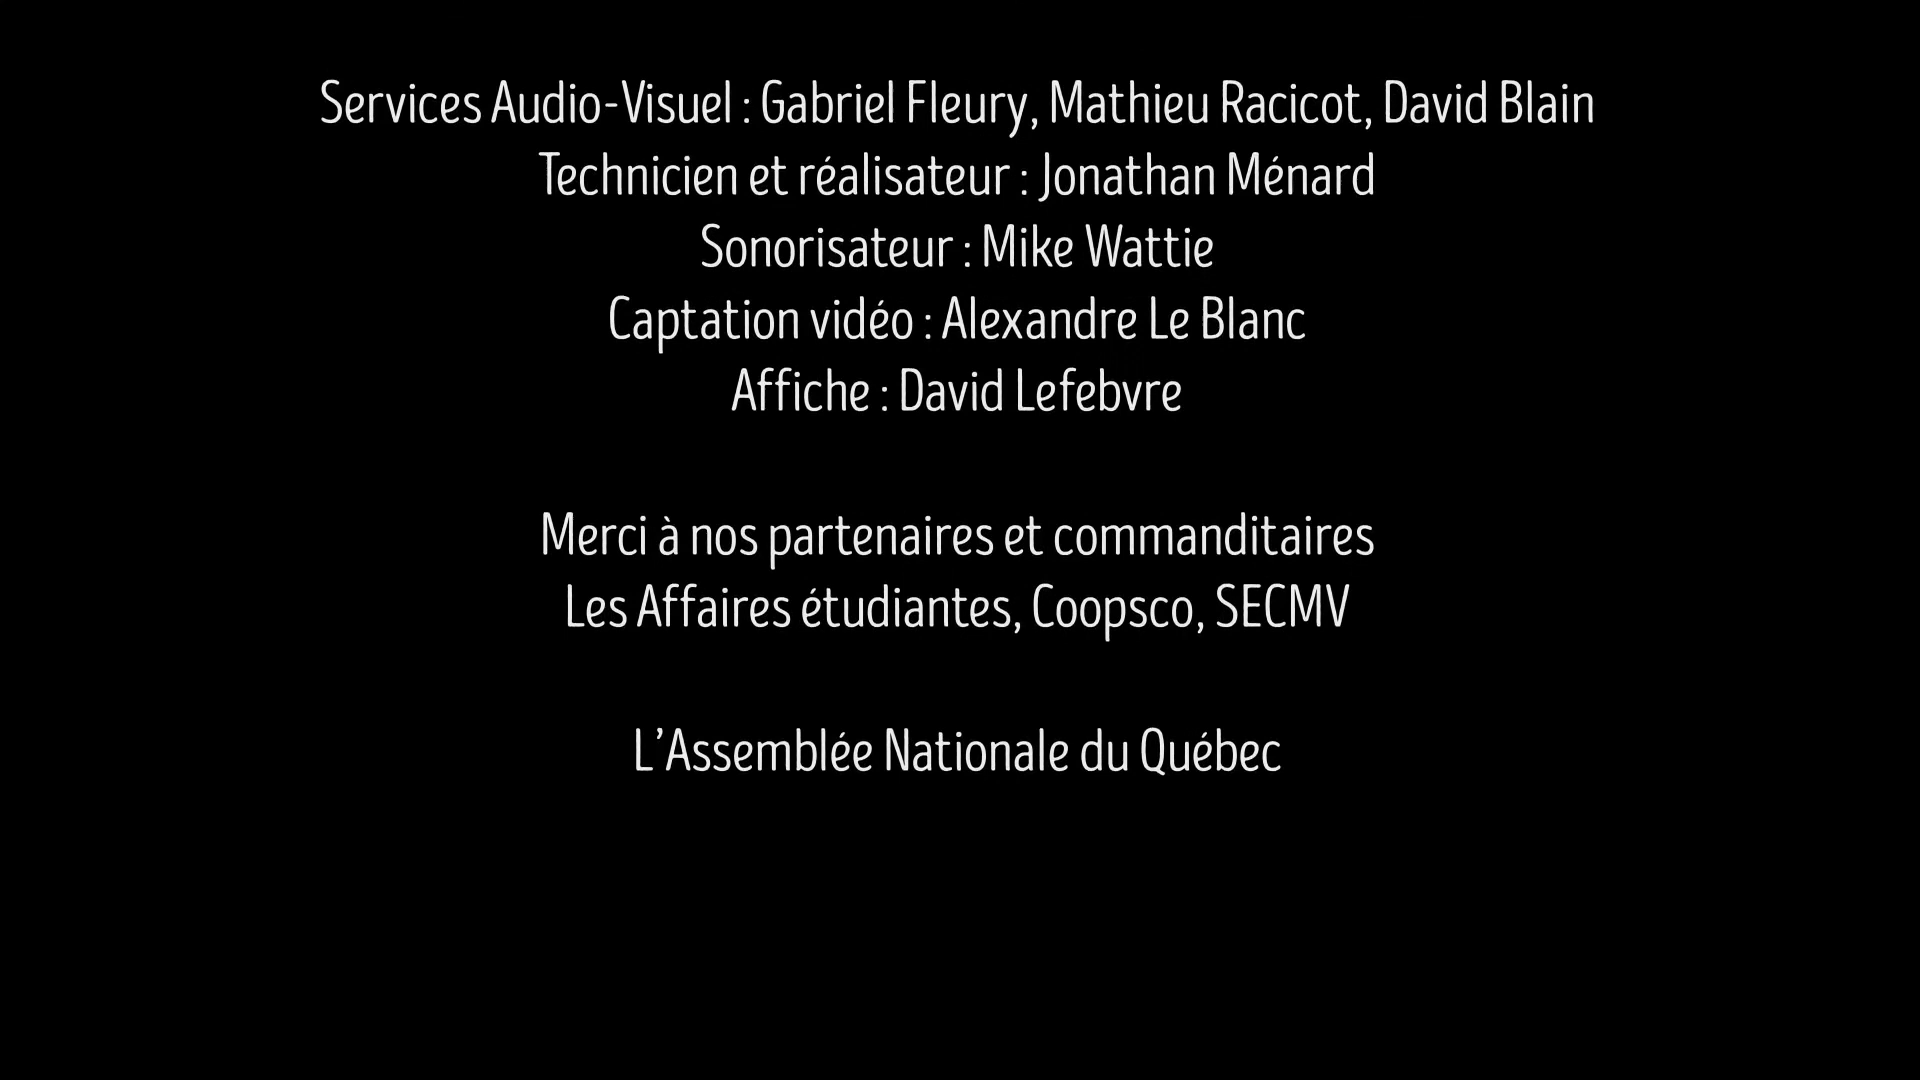 Services Audio-Visuel : Gabriel Fleury, Mathieu Racicot, David Blain
Technicien et réalisateur : Jonathan Ménard
Sonorisateur : Mike Wattie
Captation vidéo : Alexandre Le Blanc
Affiche : David Lefebvre
Merci à nos partenaires et commanditaires
Les Affaires étudiantes, Coopsco, SECMV
L’Assemblée Nationale du Québec